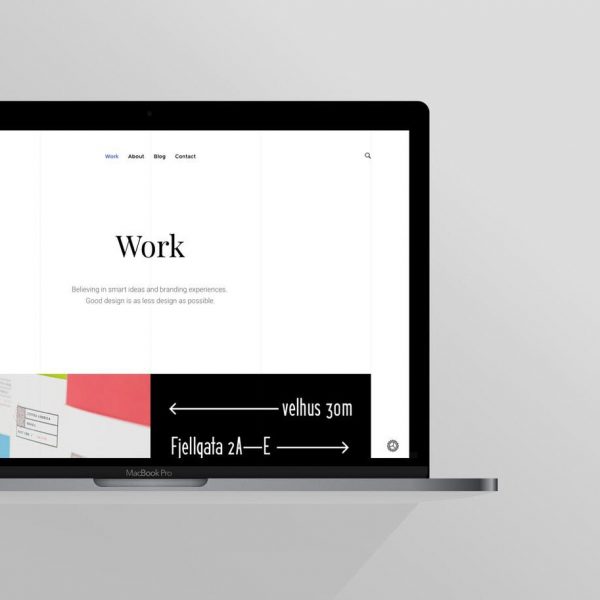 Work About Blog Contact
Work
Believing in smart ideas and branding experiences.
Good design is as less design as possible.
velhus 30m
Fjellgata 2A—E
MacBook Pro